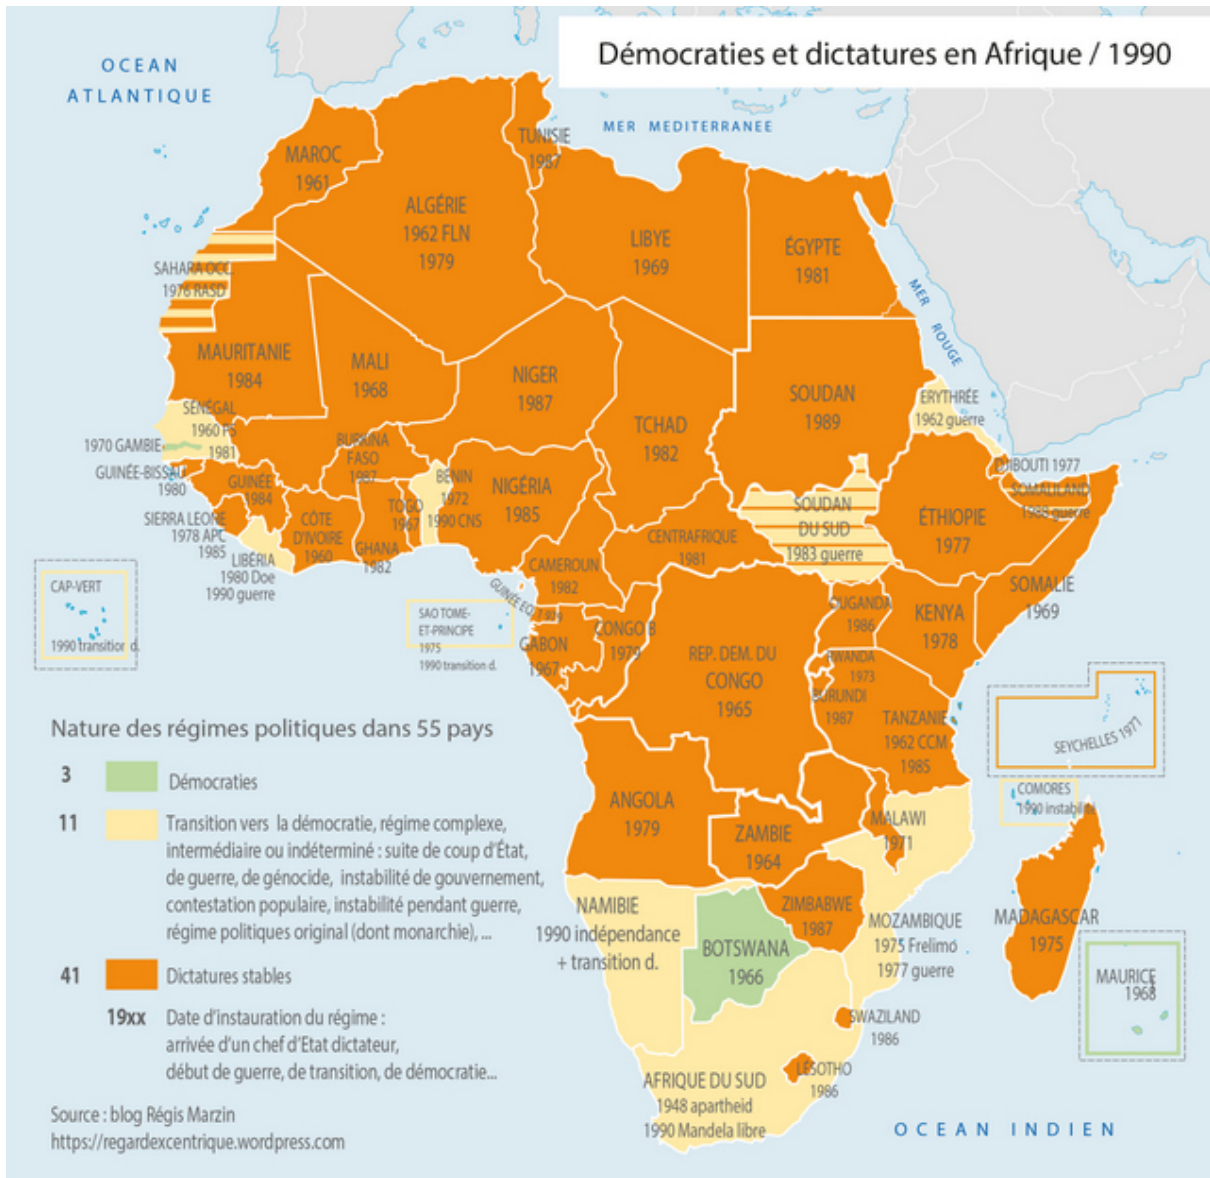 Démocraties et dictatures en Afrique / 1990
OCEAN
ATLANTIQUE
MER MEDITERRANEE
MER ROUGE
MAROC
1961
ALGÉRIE
1962 FLN
1979
TUNISIE
1987
LIBYE
1969
ÉGYPTE
1981
SAHARA OCC.
1976 RASD
MAURITANIE
1984
MALI
1968
NIGER
1987
TCHAD
1982
SOUDAN
1989
ERYTHRÉE
1962 guerre
SÉNÉGAL
1960 PS
1981
1970 GAMBIE
GUINÉE-BISSAU
1980
GUINÉE
1984
SIERRA LEONE
1978 APC
1985
LIBÉRIA
1980 Doe
1990 guerre
CÔTE
D'IVOIRE
1960
BURKINA
FASO
1987
GHANA
1982
TOGO
1967
BENIN
1972
1990 CNS
NIGÉRIA
1985
CAMEROUN
1982
CENTRAFRIQUE
1981
SOUDAN
DU SUD
1983 guerre
ÉTHIOPIE
1977
DJIBOUTI 1977
SOMALILAND
1988 guerre
SOMALIE
1969
CAP-VERT
1990 transition d.
SAO TOME-
ET-PRINCIPE
1975
1990 transition d.
GUINÉE EQ. 1979
GABON
1967
CONGO B
1979
REP. DEM. DU
CONGO
1965
OUGANDA
1986
KENYA
1978
RWANDA
1973
BURUNDI
1987
TANZANIE
1962 CCM
1985
SEYCHELLES 1977
COMORES
1990 instabilité
ANGOLA
1979
ZAMBIE
1964
MALAWI
1971
MOZAMBIQUE
1975 Frelimo
1977 guerre
ZIMBABWE
1987
MADAGASCAR
1975
MAURICE
1968
NAMIBIE
1990 indépendance
+ transition d.
BOTSWANA
1966
SWAZILAND
1986
LÉSOTHO
1986
AFRIQUE DU SUD
1948 apartheid
1990 Mandela libre
OCEAN INDIEN
Nature des régimes politiques dans 55 pays
3 Démocraties
11 Transition vers la démocratie, régime complexe,
intermédiaire ou indéterminé : suite de coup d'État,
de guerre, de génocide, instabilité de gouvernement,
contestation populaire, instabilité pendant guerre,
régime politiques original (dont monarchie), ...
41 Dictatures stables
19xx Date d'instauration du régime :
arrivée d'un chef d'Etat dictateur,
début de guerre, de transition, de démocratie...
Source : blog Régis Marzin
https://regardexcentrique.wordpress.com